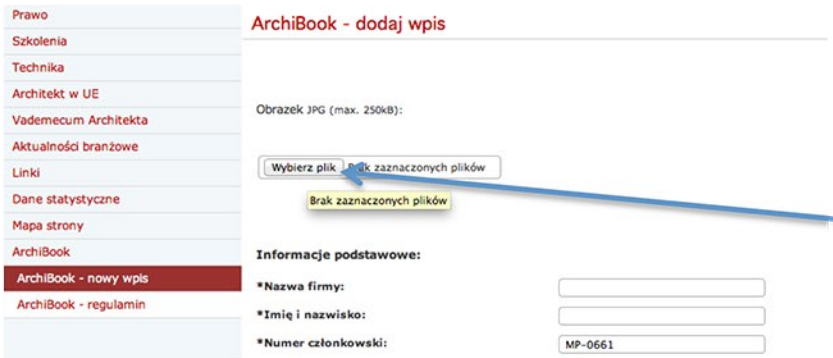 Prawo
Szkolenia
Technika
Architekt w UE
Vademecum Architekta
Aktualności branżowe
Linki
Dane statystyczne
Mapa strony
ArchiBook
ArchiBook - nowy wpis
ArchiBook - regulamin
ArchiBook - dodaj wpis
Obrazek JPG (max. 250kB):
Wybierz plik Brak zaznaczonych plików
Brak zaznaczonych plików
Informacje podstawowe:
*Nazwa firmy:
*Imię i nazwisko:
*Numer członkowski: MP-0661